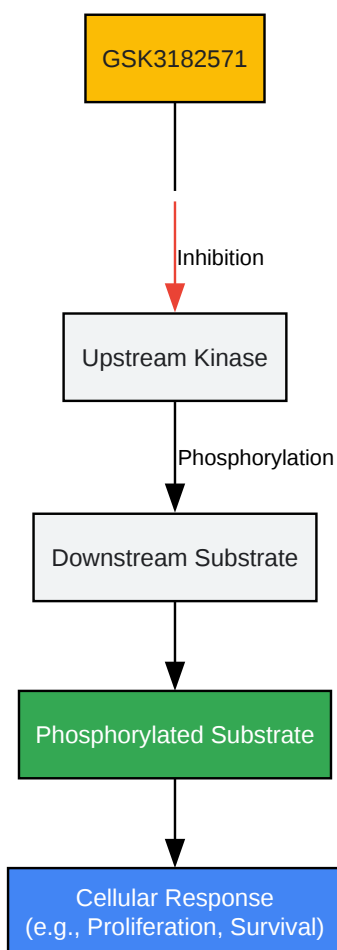 GSK3182571
Inhibition
Upstream Kinase
Phosphorylation
Downstream Substrate
Phosphorylated Substrate
Cellular Response
(e.g., Proliferation, Survival)